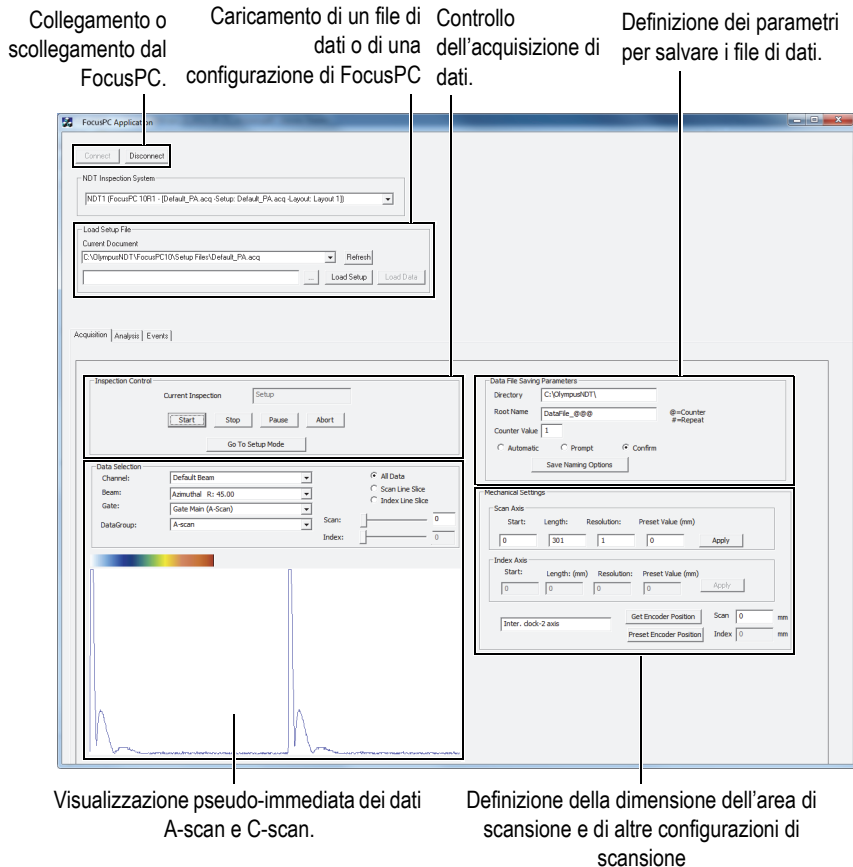 Collegamento o
scollegamento dal
FocusPC.
Caricamento di un file di
dati o di una
configurazione di FocusPC
Controllo
dell'acquisizione di
dati.
Definizione dei parametri
per salvare i file di dati.
FocusPC Application
Connect Disconnect
NDT Inspection System
NDT1 (FocusPC 10R1 - [Default_PA.acq -Setup: Default_PA.acq -Layout: Layout 1])
Load Setup File
Current Document
C:\OlympusNDT\FocusPC10\Setup Files\Default_PA.acq Refresh
... Load Setup Load Data
Acquisition Analysis Events
Inspection Control
Current Inspection Setup
Start Stop Pause Abort
Go To Setup Mode
Data Selection
Channel: Default Beam
Beam: Azimuthal R: 45.00
Gate: Gate Main (A-Scan)
DataGroup: A-scan
All Data
Scan Line Slice
Index Line Slice
Scan: 0
Index: 0
Data File Saving Parameters
Directory C:\OlympusNDT\
Root Name DataFile_@@@ @=Counter
#=Repeat
Counter Value 1
Automatic Prompt Confirm
Save Naming Options
Mechanical Settings
Scan Axis
Start: Length: Resolution: Preset Value (mm)
0 301 1 0 Apply
Index Axis
Start: Length: (mm) Resolution: Preset Value (mm)
0 0 0 0 Apply
Inter. clock-2 axis
Get Encoder Position Scan 0 mm
Preset Encoder Position Index 0 mm
Visualizzazione pseudo-immediata dei dati
A-scan e C-scan.
Definizione della dimensione dell'area di
scansione e di altre configurazioni di
scansione